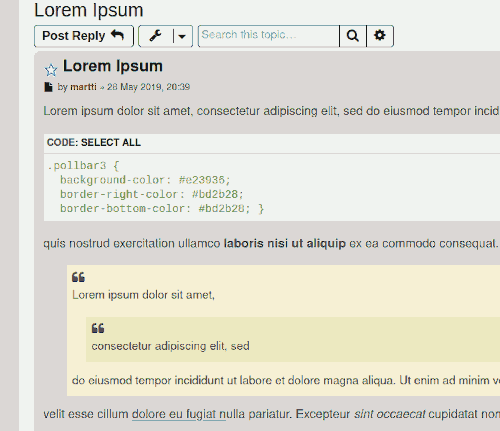 Lorem Ipsum
Post Reply
Search this topic…
Lorem Ipsum
by martti » 28 May 2019, 20:39
Lorem ipsum dolor sit amet, consectetur adipiscing elit, sed do eiusmod tempor incid
CODE: SELECT ALL
.pollbar3 {
background-color: #e23936;
border-right-color: #bd2b28;
border-bottom-color: #bd2b28; }
quis nostrud exercitation ullamco laboris nisi ut aliquip ex ea commodo consequat.
Lorem ipsum dolor sit amet,
consectetur adipiscing elit, sed
do eiusmod tempor incididunt ut labore et dolore magna aliqua. Ut enim ad minim v
velit esse cillum dolore eu fugiat nulla pariatur. Excepteur sint occaecat cupidatat non